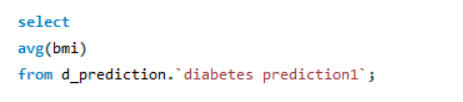 select
avg(bmi)
from d_prediction.`diabetes prediction1`;